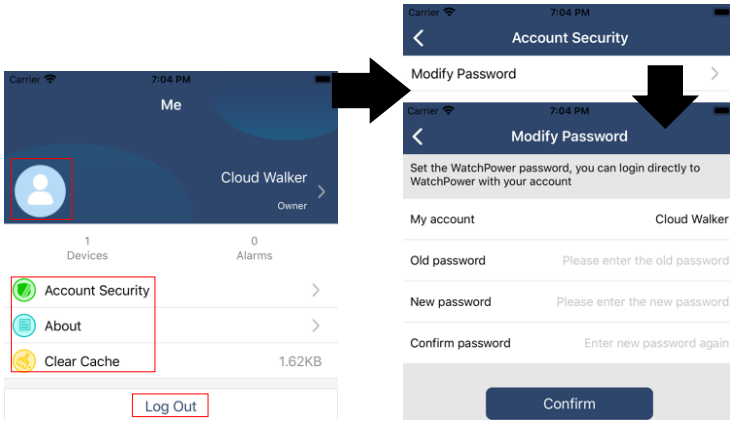 Carrier 7:04 PM
Me
Cloud Walker
Owner
1 0
Devices Alarms
Account Security
About
Clear Cache 1.62KB
Log Out
Carrier 7:04 PM
Account Security
Modify Password
Carrier 7:04 PM
Modify Password
Set the WatchPower password, you can login directly to
WatchPower with your account
My account Cloud Walker
Old password Please enter the old password
New password Please enter the new password
Confirm password Enter new password again
Confirm